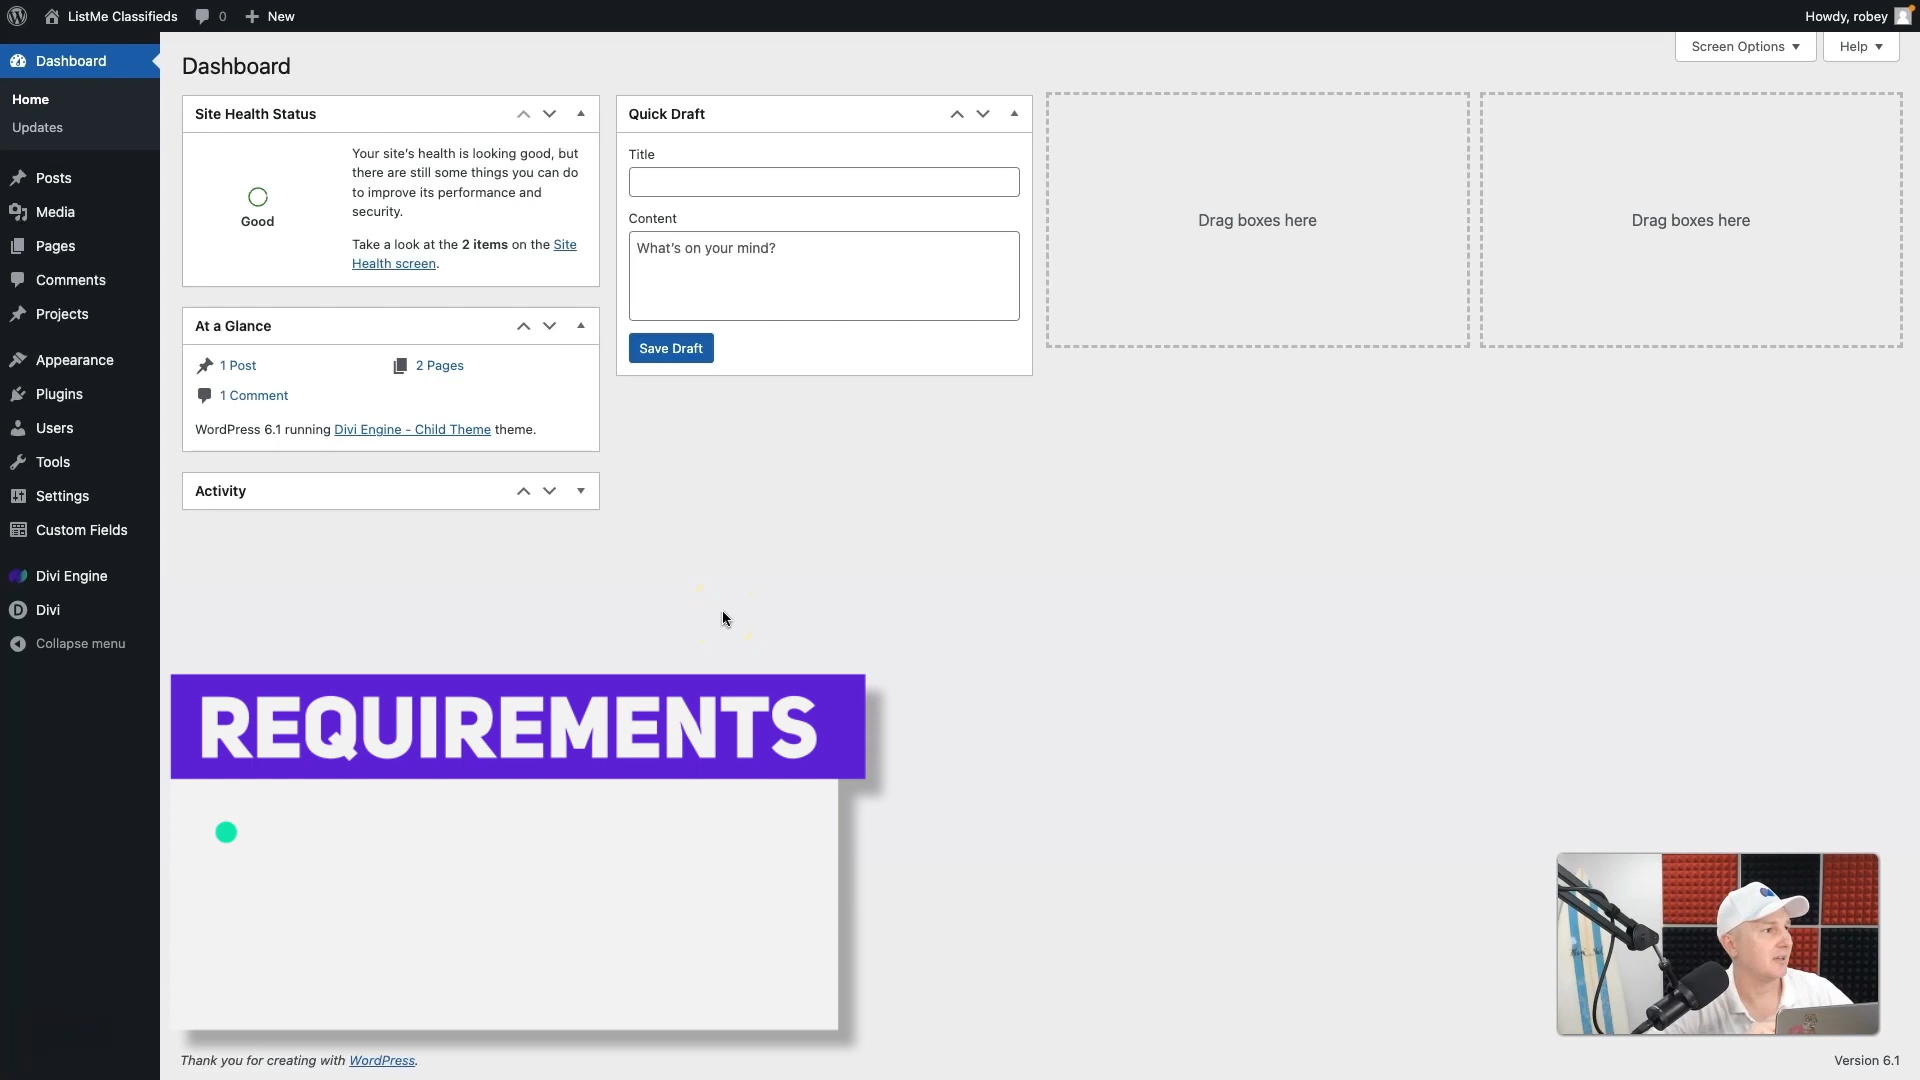 ListMe Classifieds
0
New
Howdy, robey
Dashboard
Home
Updates
Posts
Media
Pages
Comments
Projects
Appearance
Plugins
Users
Tools
Settings
Custom Fields
Divi Engine
Divi
Collapse menu
Screen Options
Help
Dashboard
Site Health Status
Good
Your site's health is looking good, but
there are still some things you can do
to improve its performance and
security.
Take a look at the 2 items on the Site
Health screen.
At a Glance
1 Post
2 Pages
1 Comment
WordPress 6.1 running Divi Engine - Child Theme theme.
Activity
Quick Draft
Title
Content
What's on your mind?
Save Draft
Drag boxes here
Drag boxes here
REQUIREMENTS
Thank you for creating with WordPress.
Version 6.1